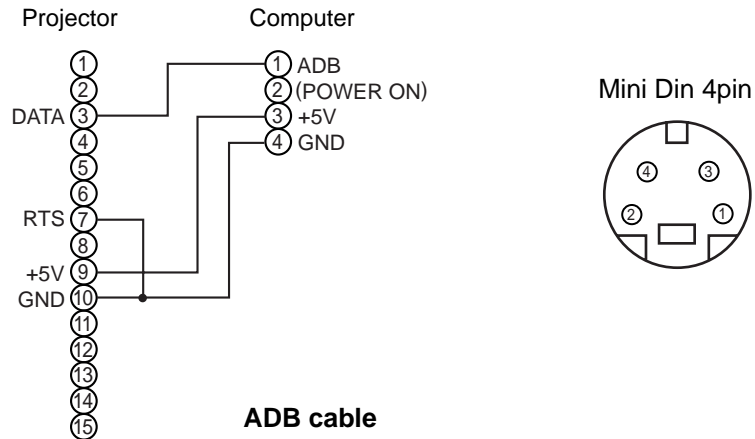 Projector Computer
1 1 ADB
2 2 (POWER ON)
DATA 3 3 +5V
4 4 GND
5
6
RTS 7
8
+5V 9
GND 10
11
12
13
14
15
ADB cable
Mini Din 4pin
4 3
2 1